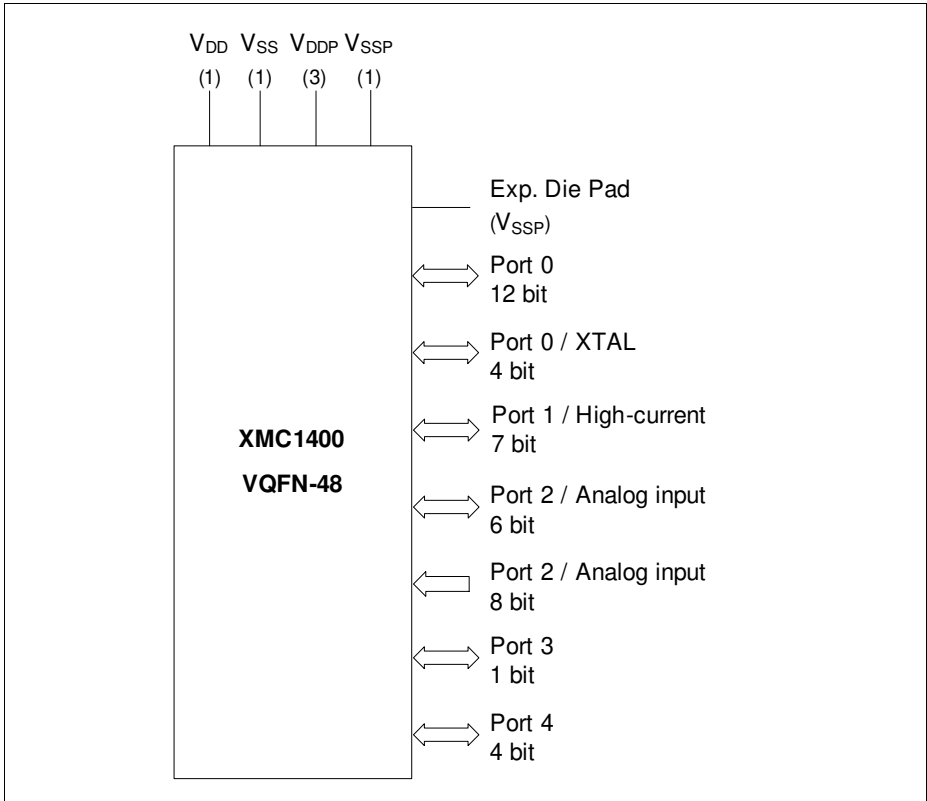 VDD VSS VDDP VSSP
(1) (1) (3) (1)
Exp. Die Pad
(VSSP)
Port 0
12 bit
Port 0 / XTAL
4 bit
Port 1 / High-current
7 bit
XMC1400
VQFN-48
Port 2 / Analog input
6 bit
Port 2 / Analog input
8 bit
Port 3
1 bit
Port 4
4 bit